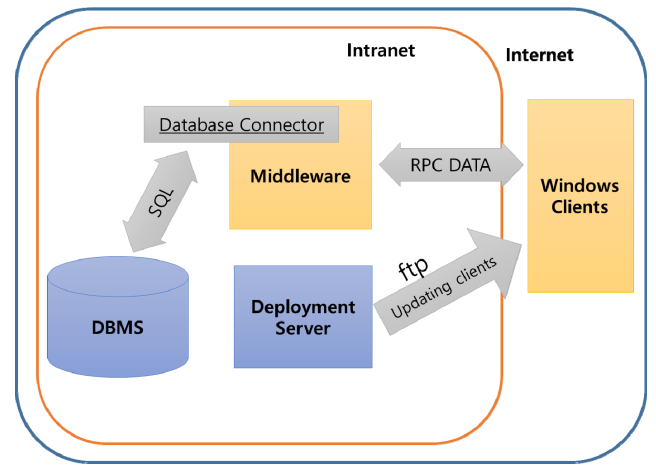 Intranet
Internet
Database Connector
Middleware
RPC DATA
Windows
Clients
SQL
ftp
Updating clients
DBMS
Deployment
Server